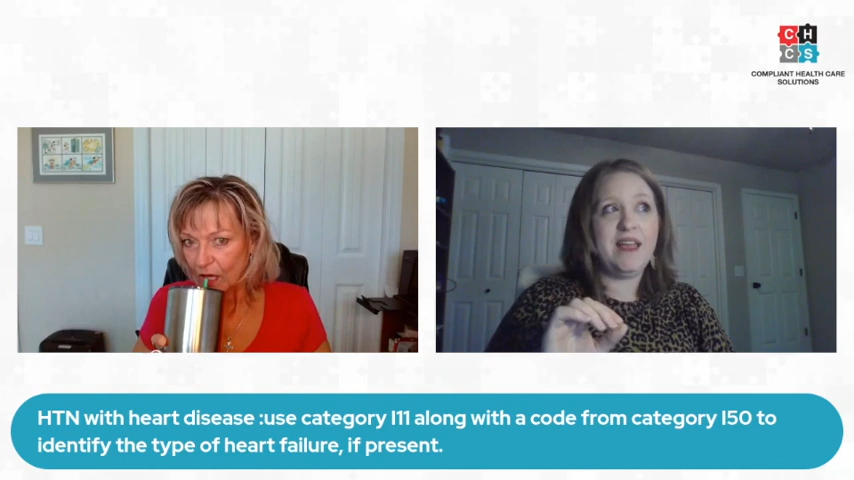 C H
C S
COMPLIANT HEALTH CARE
SOLUTIONS
HTN with heart disease :use category I11 along with a code from category I50 to
identify the type of heart failure, if present.